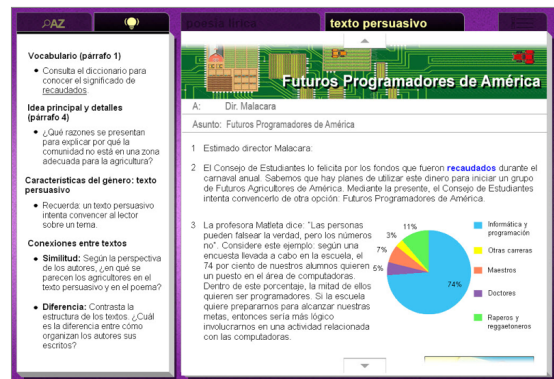 AZ
poesía lírica
texto persuasivo
Vocabulario (párrafo 1)
Consulta el diccionario para
conocer el significado de
recaudados.
Idea principal y detalles
(párrafo 4)
¿Qué razones se presentan
para explicar por qué la
comunidad no está en una zona
adecuada para la agricultura?
Características del género: texto
persuasivo
Recuerda: un texto persuasivo
intenta convencer al lector
sobre un tema.
Conexiones entre textos
Similitud: Según la perspectiva
de los autores, ¿en qué se
parecen los agricultores en el
texto persuasivo y en el poema?
Diferencia: Contrasta la
estructura de los textos. ¿Cuál
es la diferencia entre cómo
organizan los autores sus
escritos?
Futuros Programadores de América
A: Dir. Malacara
Asunto: Futuros Programadores de América
1 Estimado director Malacara:
2 El Consejo de Estudiantes lo felicita por los fondos que fueron recaudados durante el
carnaval anual. Sabemos que hay planes de utilizar este dinero para iniciar un grupo
de Futuros Agricultores de América. Mediante la presente, el Consejo de Estudiantes
intenta convencerlo de otra opción: Futuros Programadores de América.
3 La profesora Matleta dice: "Las personas
pueden falsear la verdad, pero los números
no". Considere este ejemplo: según una
encuesta llevada a cabo en la escuela, el
74 por ciento de nuestros alumnos quieren
un puesto en el área de computadoras.
Dentro de este porcentaje, la mitad de ellos
quieren ser programadores. Si la escuela
quiere prepararnos para alcanzar nuestras
metas, entonces sería más lógico
involucrarnos en una actividad relacionada
con las computadoras.
11%
3%
7%
5%
74%
Informática y
programación
Otras carreras
Maestros
Doctores
Raperos y
reggaetoneros